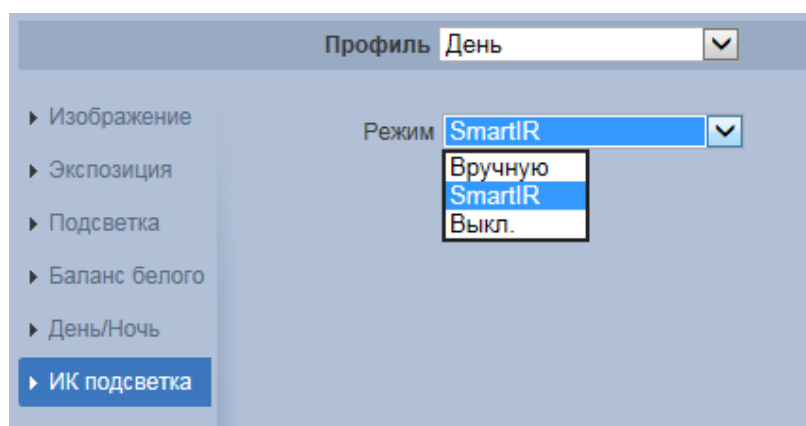 Профиль День
Изображение
Экспозиция
Подсветка
Баланс белого
День/Ночь
ИК подсветка
Режим SmartIR
Вручную
SmartIR
Выкл.